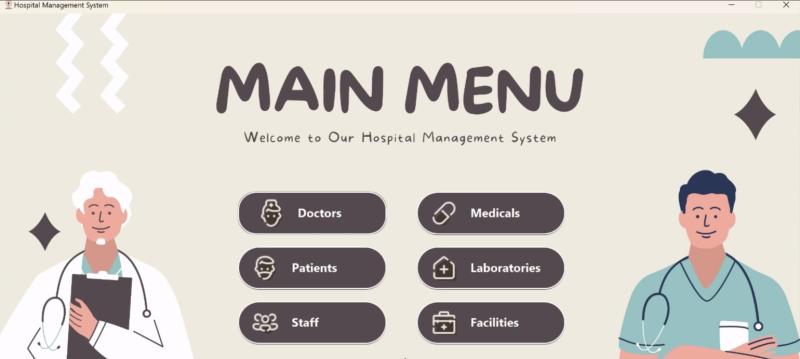 Hospital Management System
MAIN MENU
Welcome to Our Hospital Management System
Doctors
Medicals
Patients
Laboratories
Staff
Facilities